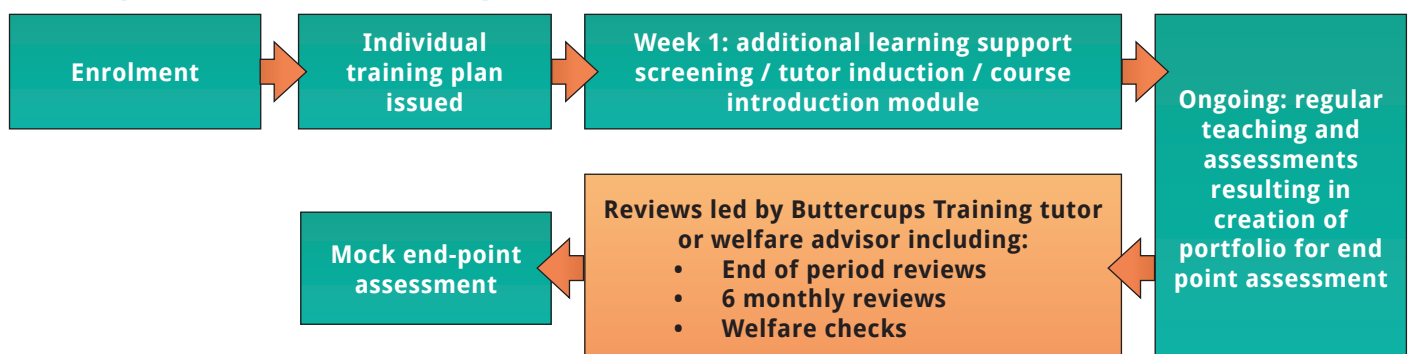 Enrolment
Individual
training plan
issued
Week 1: additional learning support
screening / tutor induction / course
introduction module
Ongoing: regular
teaching and
assessments
resulting in
creation of
portfolio for end
point assessment
Reviews led by Buttercups Training tutor
or welfare advisor including:
• End of period reviews
• 6 monthly reviews
• Welfare checks
Mock end-point
assessment